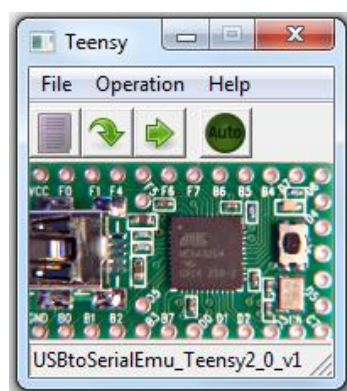 Teensy
File Operation Help
Auto
VCC F0 F1 F4 F6 F7 B6 B5 B4
GND B0 B1 B2 B7 D0 D1 D2
USBtoSerialEmu_Teensy2_0_v1